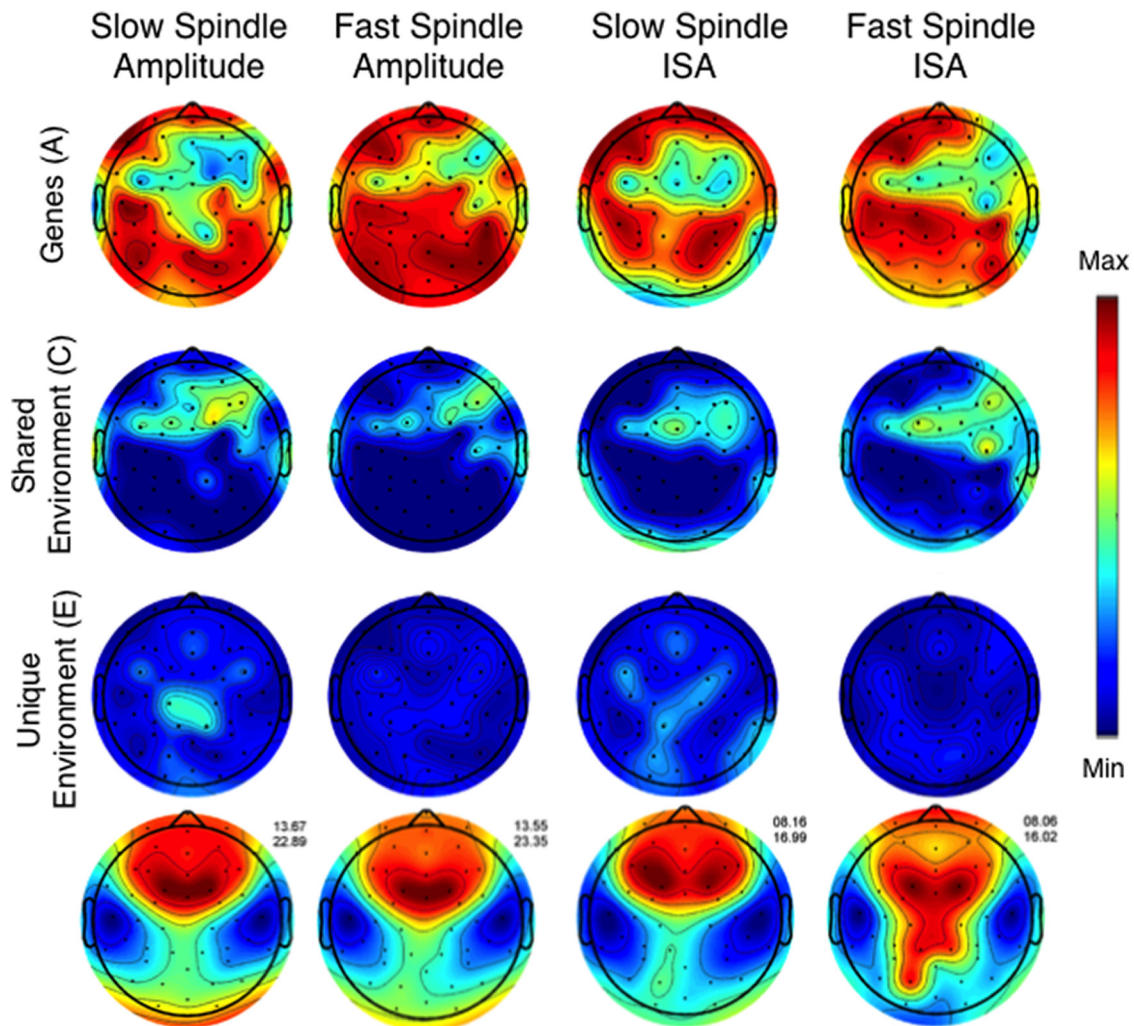 Slow Spindle
Amplitude
Fast Spindle
Amplitude
Slow Spindle
ISA
Fast Spindle
ISA
Genes (A)
Shared
Environment (C)
Unique
Environment (E)
Max
Min
13.67
22.89
13.55
23.35
08.16
16.99
08.06
16.02